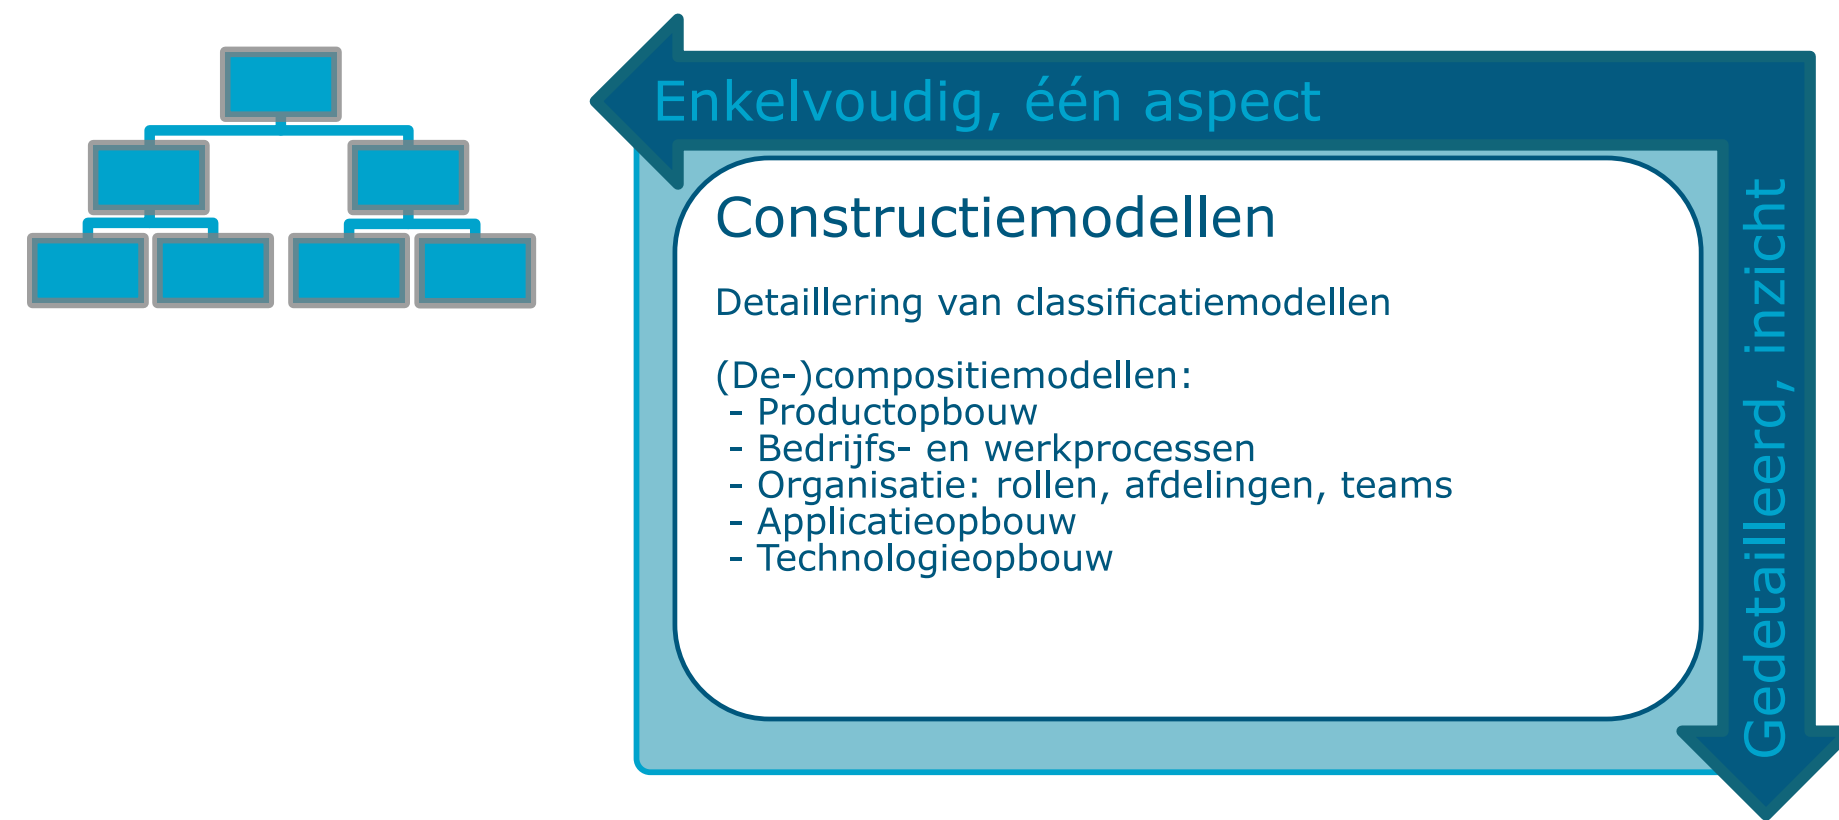 Enkelvoudig, één aspect
Constructiemodellen
Detaillering van classificatiemodellen
(De-)compositiemodellen:
- Productopbouw
- Bedrijfs- en werkprocessen
- Organisatie: rollen, afdelingen, teams
- Applicatieopbouw
- Technologieopbouw
Gedetailleerd, inzicht